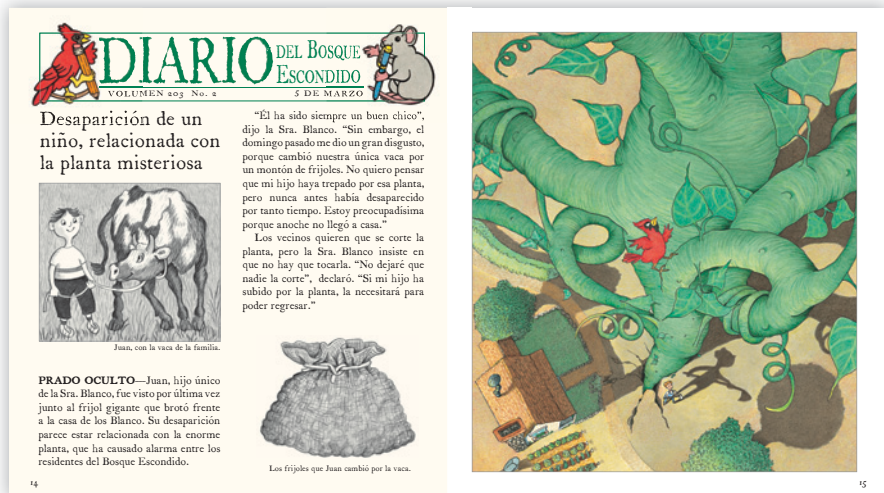 DIARIO DEL BOSQUE
ESCONDIDO
VOLUMEN 203 No. 2 5 DE MARZO
Desaparición de un
niño, relacionada con
la planta misteriosa
Juan, con la vaca de la familia.
PRADO OCULTO—Juan, hijo único
de la Sra. Blanco, fue visto por última vez
junto al frijol gigante que brotó frente
a la casa de los Blanco. Su desaparición
parece estar relacionada con la enorme
planta, que ha causado alarma entre los
residentes del Bosque Escondido.
“Él ha sido siempre un buen chico”,
dijo la Sra. Blanco. “Sin embargo, el
domingo pasado me dio un gran disgusto,
porque cambió nuestra única vaca por
un montón de frijoles. No quiero pensar
que mi hijo haya trepado por esa planta,
pero nunca antes había desaparecido
por tanto tiempo. Estoy preocupadísima
porque anoche no llegó a casa.”
Los vecinos quieren que se corte la
planta, pero la Sra. Blanco insiste en
que no hay que tocarla. “No dejaré que
nadie la corte”, declaró. “Si mi hijo ha
subido por la planta, la necesitará para
poder regresar.”
Los frijoles que Juan cambió por la vaca.
14
15